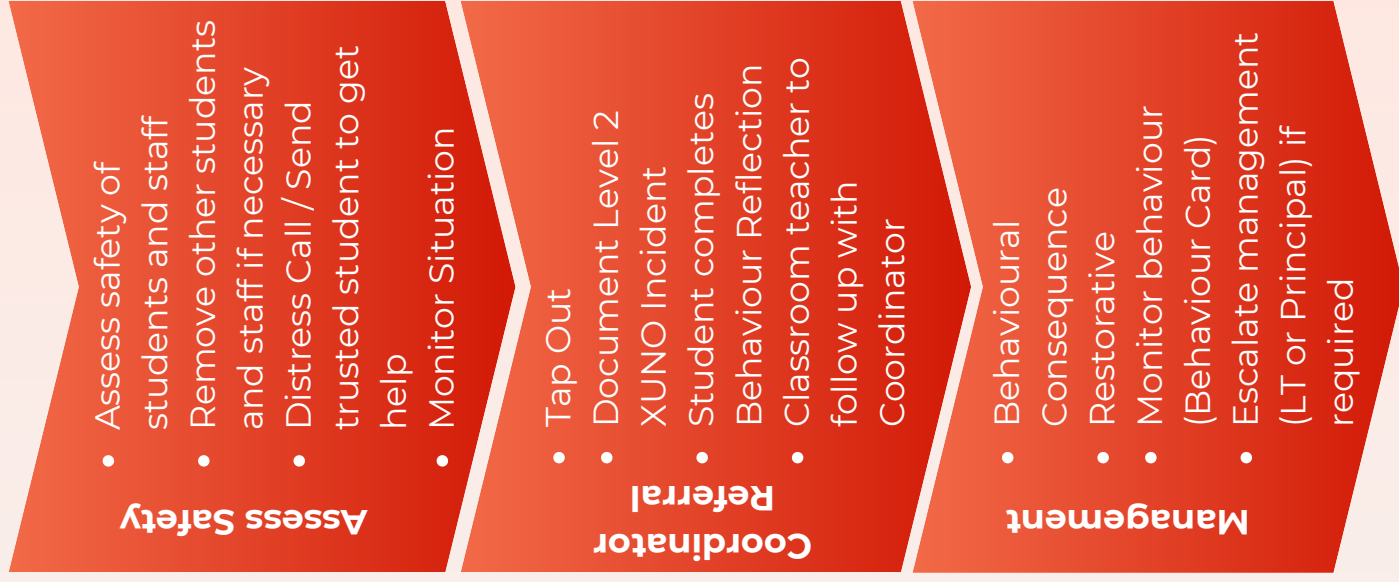 Assess Safety
• Assess safety of
students and staff
• Remove other students
and staff if necessary
• Distress Call / Send
trusted student to get
help
• Monitor Situation
Coordinator
Referral
• Tap Out
• Document Level 2
XUNO Incident
• Student completes
Behaviour Reflection
• Classroom teacher to
follow up with
Coordinator
Management
• Behavioural
Consequence
• Restorative
• Monitor behaviour
(Behaviour Card)
• Escalate management
(LT or Principal) if
required